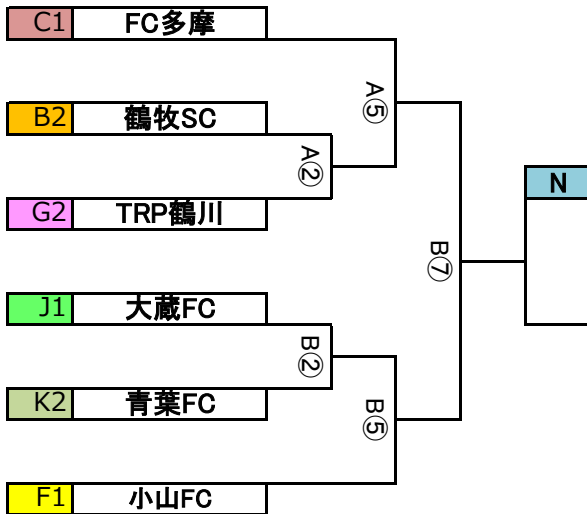 C1 FC多摩
A⑤
B2 鶴牧SC
A②
G2 TRP鶴川
N
B⑦
J1 大蔵FC
B②
K2 青葉FC
B⑤
F1 小山FC